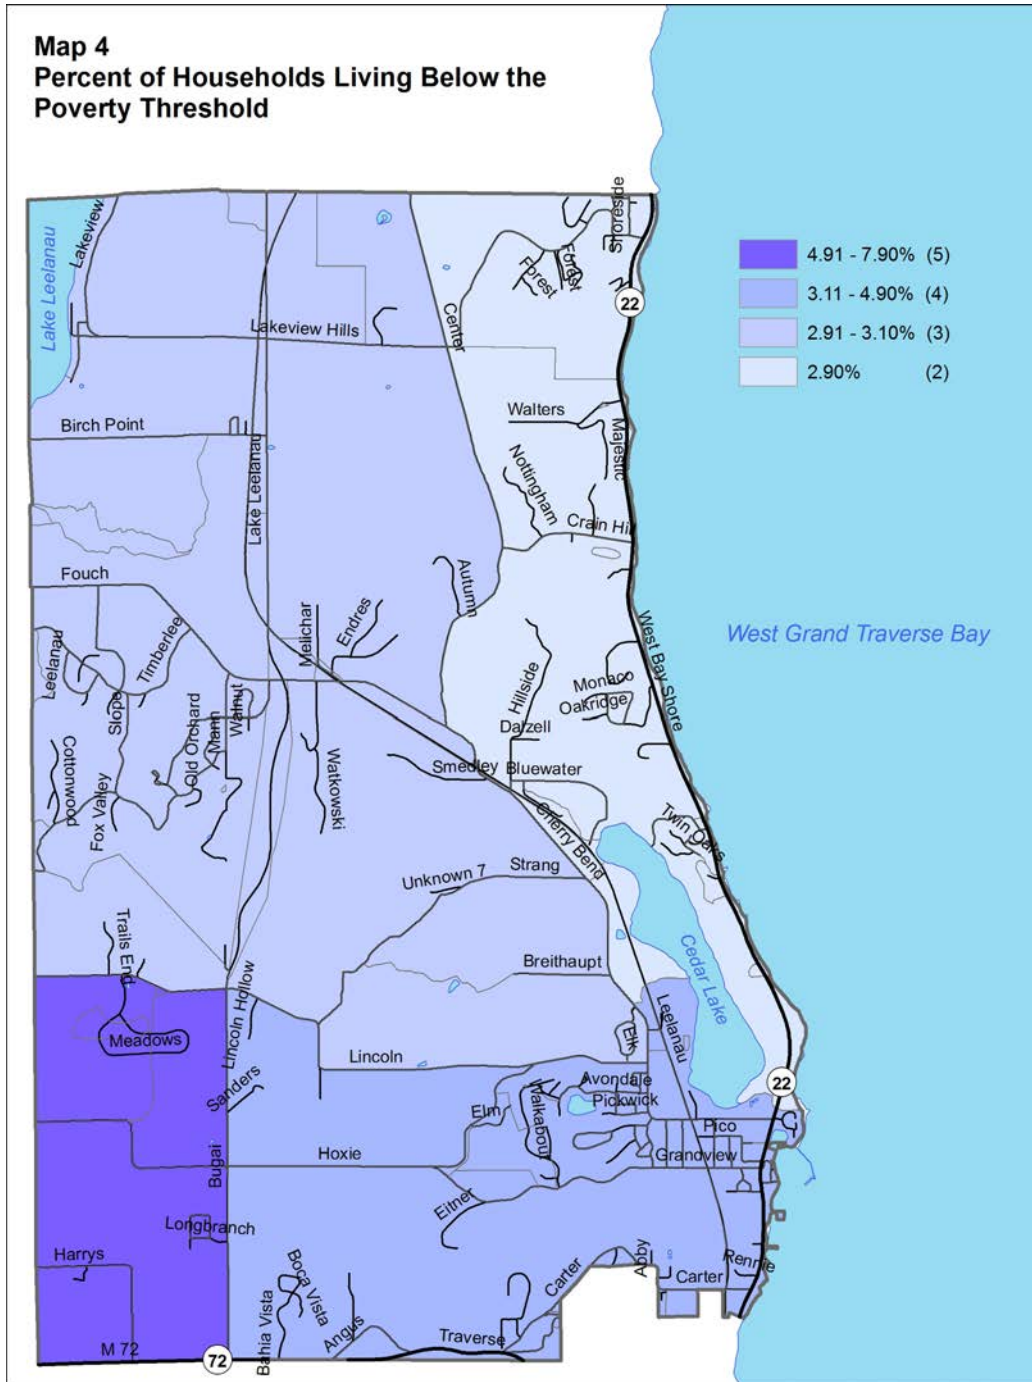 Map 4
Percent of Households Living Below the
Poverty Threshold
4.91 - 7.90% (5)
3.11 - 4.90% (4)
2.91 - 3.10% (3)
2.90% (2)
Shoreside
Lakeview
Lake Leelanau
Forest
Forest
22
Center
Lakeview Hills
Walters
Majestic
Birch Point
Lake Leelanau
Nottingham
Crain Hill
Fouch
Autumn
Endres
Melichar
West Bay Shore
West Grand Traverse Bay
Leelanau
Timberlee
Hillside
Monaco
Oakridge
Slope
Old Orchard
Mann
Walnut
Dalzell
Cottonwood
Fox Valley
Watkowski
Smedley
Bluewater
Cherry Bend
Twin Oaks
Strang
Unknown 7
Trails End
Breithaupt
Cedar Lake
Lincoln Hollow
Leelanau
Meadows
Elk
Lincoln
Sanders
Avondale
Pickwick
22
Elm
Walkabout
Pico
Hoxie
Grandview
Bugai
Eitner
Longbranch
Harrys
Boca Vista
Bahia Vista
Angus
Carter
Abby
Rennie
Carter
Traverse
M 72
72